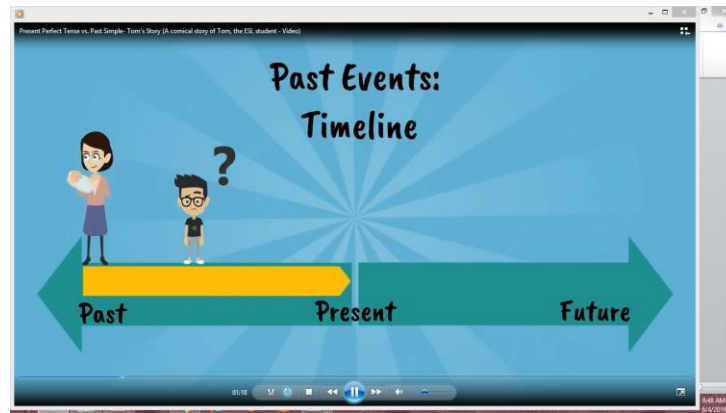 Present Perfect Tense vs. Past Simple- Tom's Story (A comical story of Tom, the ESL student - Video)
Past Events:
Timeline
?
Past Present Future
01:18
8:48 AM